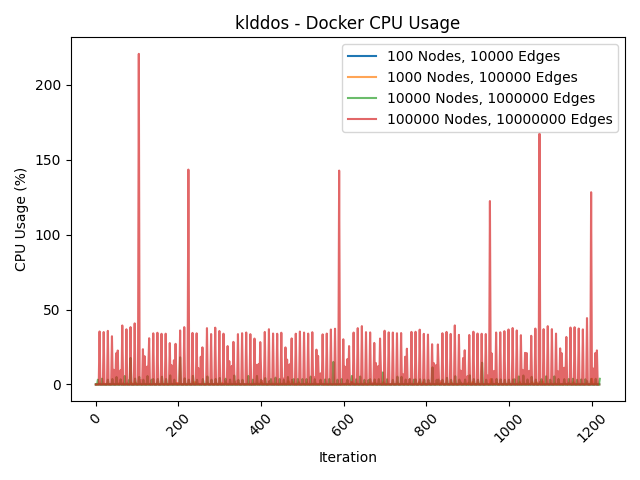 klddos - Docker CPU Usage
100 Nodes, 10000 Edges
1000 Nodes, 100000 Edges
10000 Nodes, 1000000 Edges
100000 Nodes, 10000000 Edges
CPU Usage (%)
200
150
100
50
0
0
200
400
600
800
1000
1200
Iteration